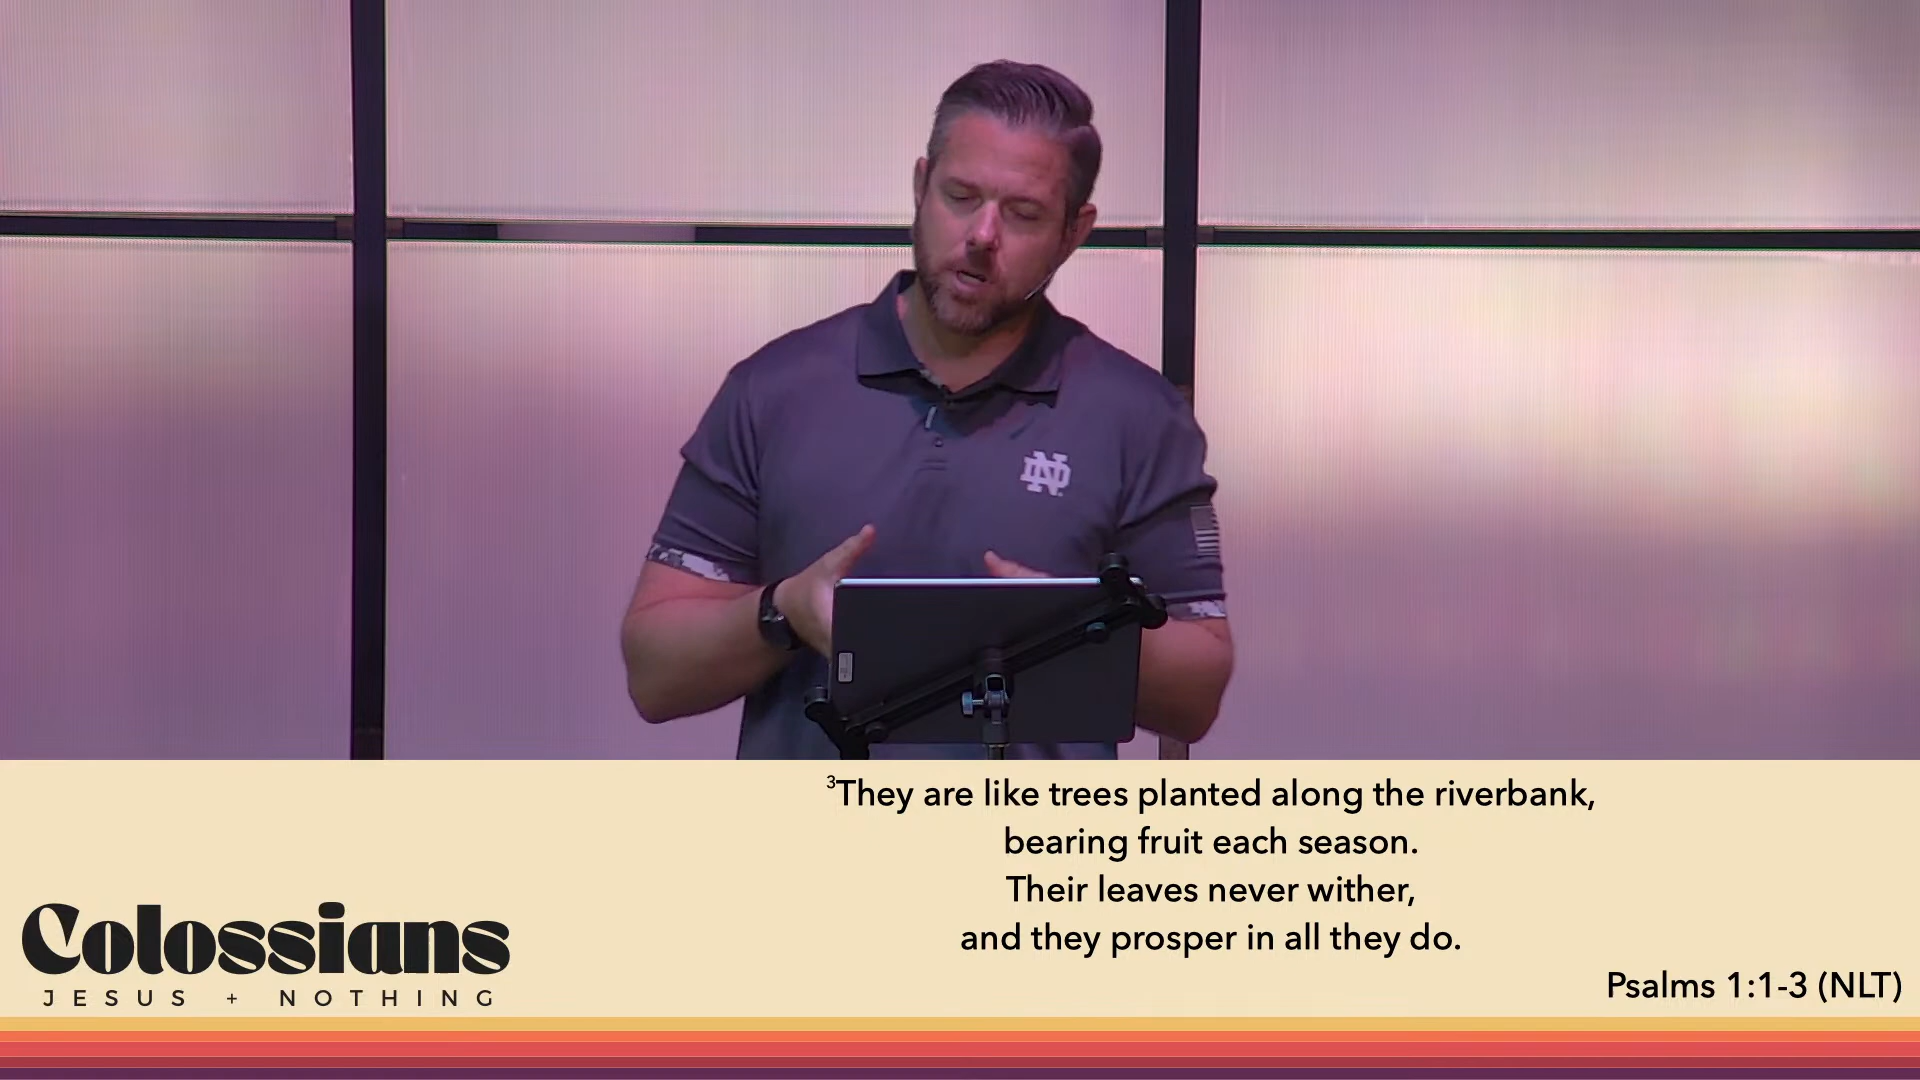 ND
³They are like trees planted along the riverbank,
bearing fruit each season.
Their leaves never wither,
and they prosper in all they do.
Psalms 1:1-3 (NLT)
Colossians
JESUS + NOTHING